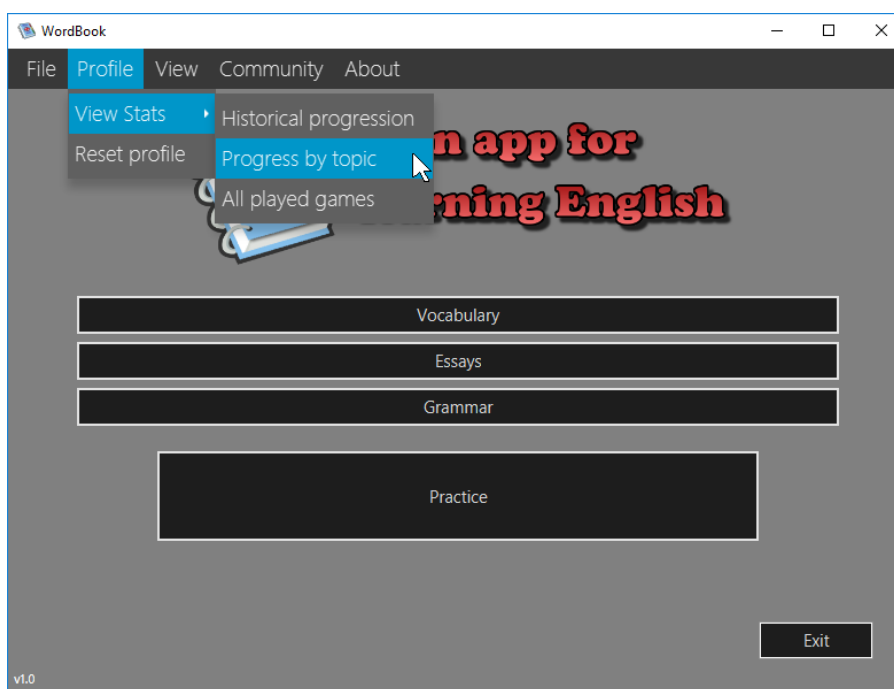 WordBook
File Profile View Community About
View Stats
Reset profile
Historical progression
Progress by topic
All played games
app for
English
Vocabulary
Essays
Grammar
Practice
Exit
v1.0